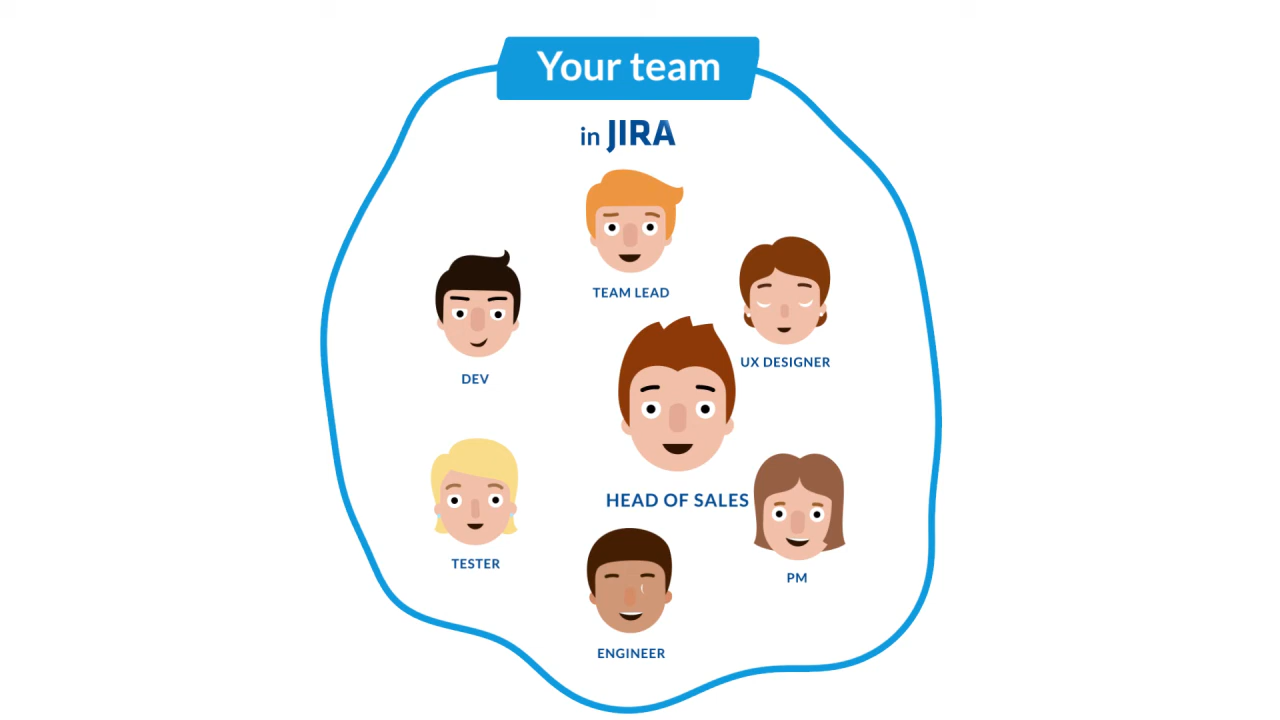 Your team
in JIRA
TEAM LEAD
UX DESIGNER
DEV
HEAD OF SALES
TESTER
PM
ENGINEER